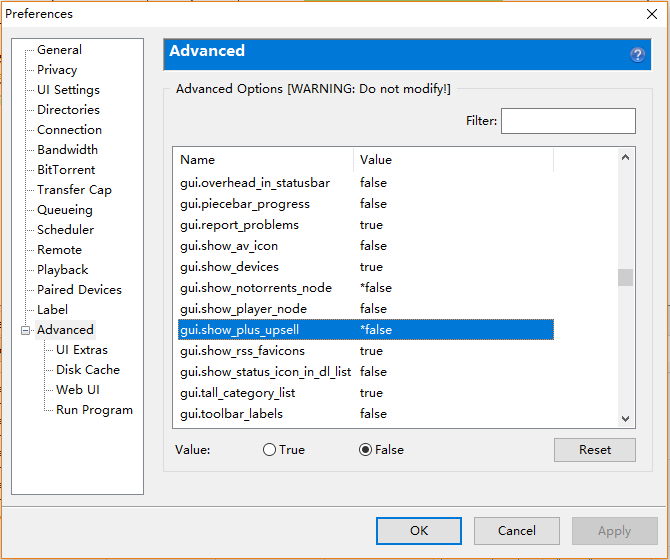 Preferences
General
Privacy
UI Settings
Directories
Connection
Bandwidth
BitTorrent
Transfer Cap
Queueing
Scheduler
Remote
Playback
Paired Devices
Label
Advanced
UI Extras
Disk Cache
Web UI
Run Program
Advanced
?
Advanced Options [WARNING: Do not modify!]
Filter:
Name Value
gui.overhead_in_statusbar false
gui.piecebar_progress false
gui.report_problems true
gui.show_av_icon false
gui.show_devices true
gui.show_notorrents_node *false
gui.show_player_node false
gui.show_plus_upsell *false
gui.show_rss_favicons true
gui.show_status_icon_in_dl_list false
gui.tall_category_list true
gui.toolbar_labels false
Value: True False Reset
OK Cancel Apply